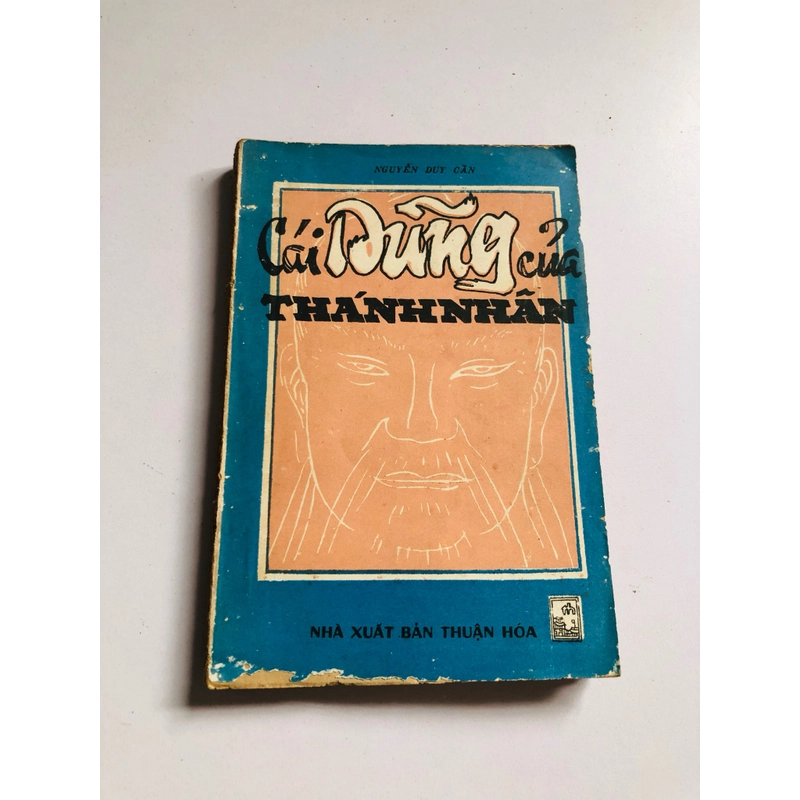 NGUYỄN DUY CẦN
Cái Dũng của
THÁNH NHÂN
NHÀ XUẤT BẢN THUẬN HÓA